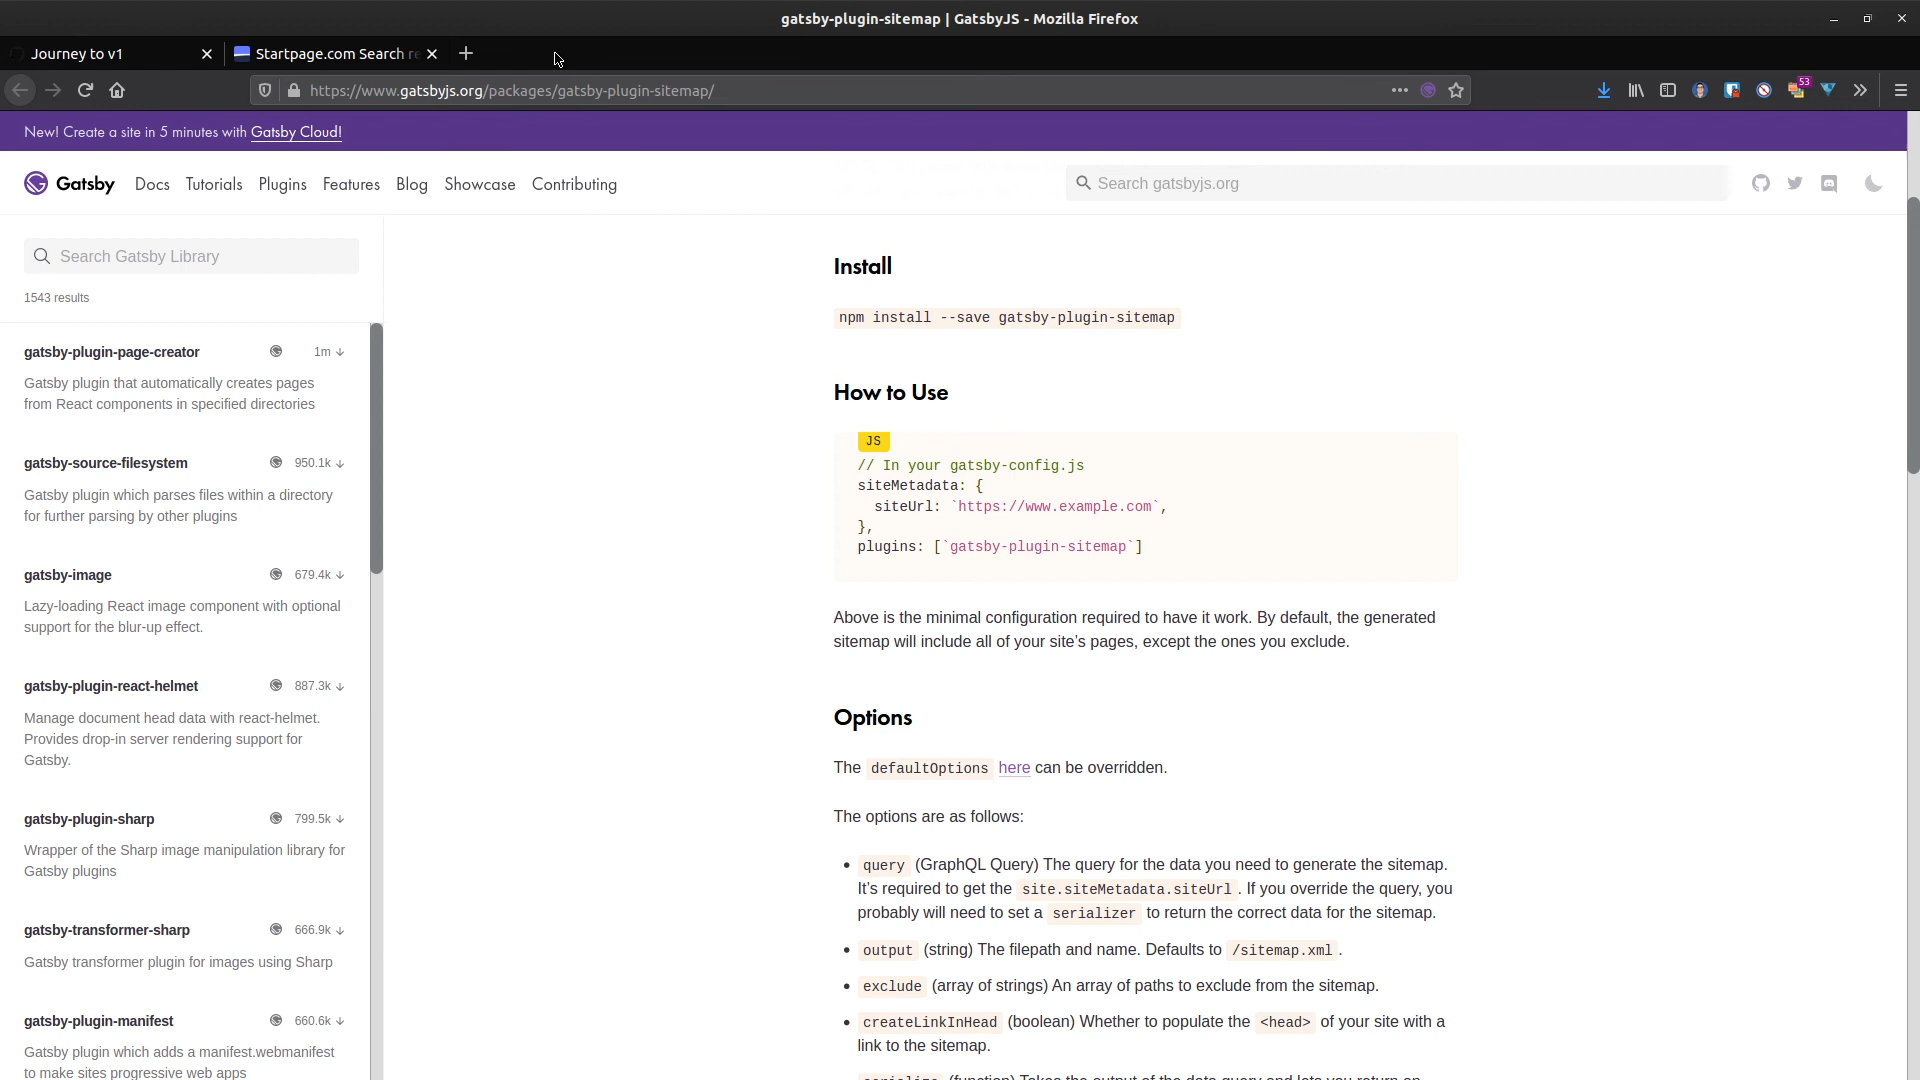 gatsby-plugin-sitemap | GatsbyJS - Mozilla Firefox
Journey to v1
Startpage.com Search re
https://www.gatsbyjs.org/packages/gatsby-plugin-sitemap/
53
New! Create a site in 5 minutes with Gatsby Cloud!
Gatsby Docs Tutorials Plugins Features Blog Showcase Contributing
Search gatsbyjs.org
Search Gatsby Library
1543 results
gatsby-plugin-page-creator 1m ↓
Gatsby plugin that automatically creates pages
from React components in specified directories
gatsby-source-filesystem 950.1k ↓
Gatsby plugin which parses files within a directory
for further parsing by other plugins
gatsby-image 679.4k ↓
Lazy-loading React image component with optional
support for the blur-up effect.
gatsby-plugin-react-helmet 887.3k ↓
Manage document head data with react-helmet.
Provides drop-in server rendering support for
Gatsby.
gatsby-plugin-sharp 799.5k ↓
Wrapper of the Sharp image manipulation library for
Gatsby plugins
gatsby-transformer-sharp 666.9k ↓
Gatsby transformer plugin for images using Sharp
gatsby-plugin-manifest 660.6k ↓
Gatsby plugin which adds a manifest.webmanifest
to make sites progressive web apps
Install
npm install --save gatsby-plugin-sitemap
How to Use
JS
// In your gatsby-config.js
siteMetadata: {
  siteUrl: `https://www.example.com`,
},
plugins: [`gatsby-plugin-sitemap`]
Above is the minimal configuration required to have it work. By default, the generated
sitemap will include all of your site’s pages, except the ones you exclude.
Options
The defaultOptions here can be overridden.
The options are as follows:
• query (GraphQL Query) The query for the data you need to generate the sitemap.
It’s required to get the site.siteMetadata.siteUrl. If you override the query, you
probably will need to set a serializer to return the correct data for the sitemap.
• output (string) The filepath and name. Defaults to /sitemap.xml.
• exclude (array of strings) An array of paths to exclude from the sitemap.
• createLinkInHead (boolean) Whether to populate the <head> of your site with a
link to the sitemap.
serialize (function) Takes the output of the data query and lets you return an